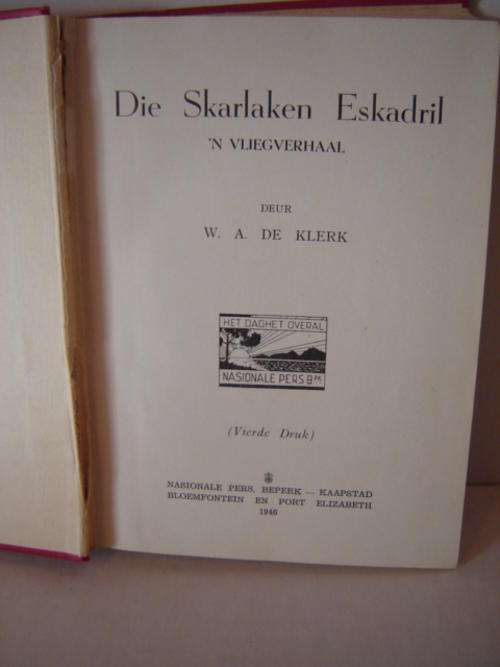 Die Skarlaken Eskadril
'N VLIEGVERHAAL
DEUR
W. A. DE KLERK
HET DAGHET OVERAL
NASIONALE PERS BPK
(Vierde Druk)
NASIONALE PERS, BEPERK — KAAPSTAD
BLOEMFONTEIN EN PORT ELIZABETH
1946